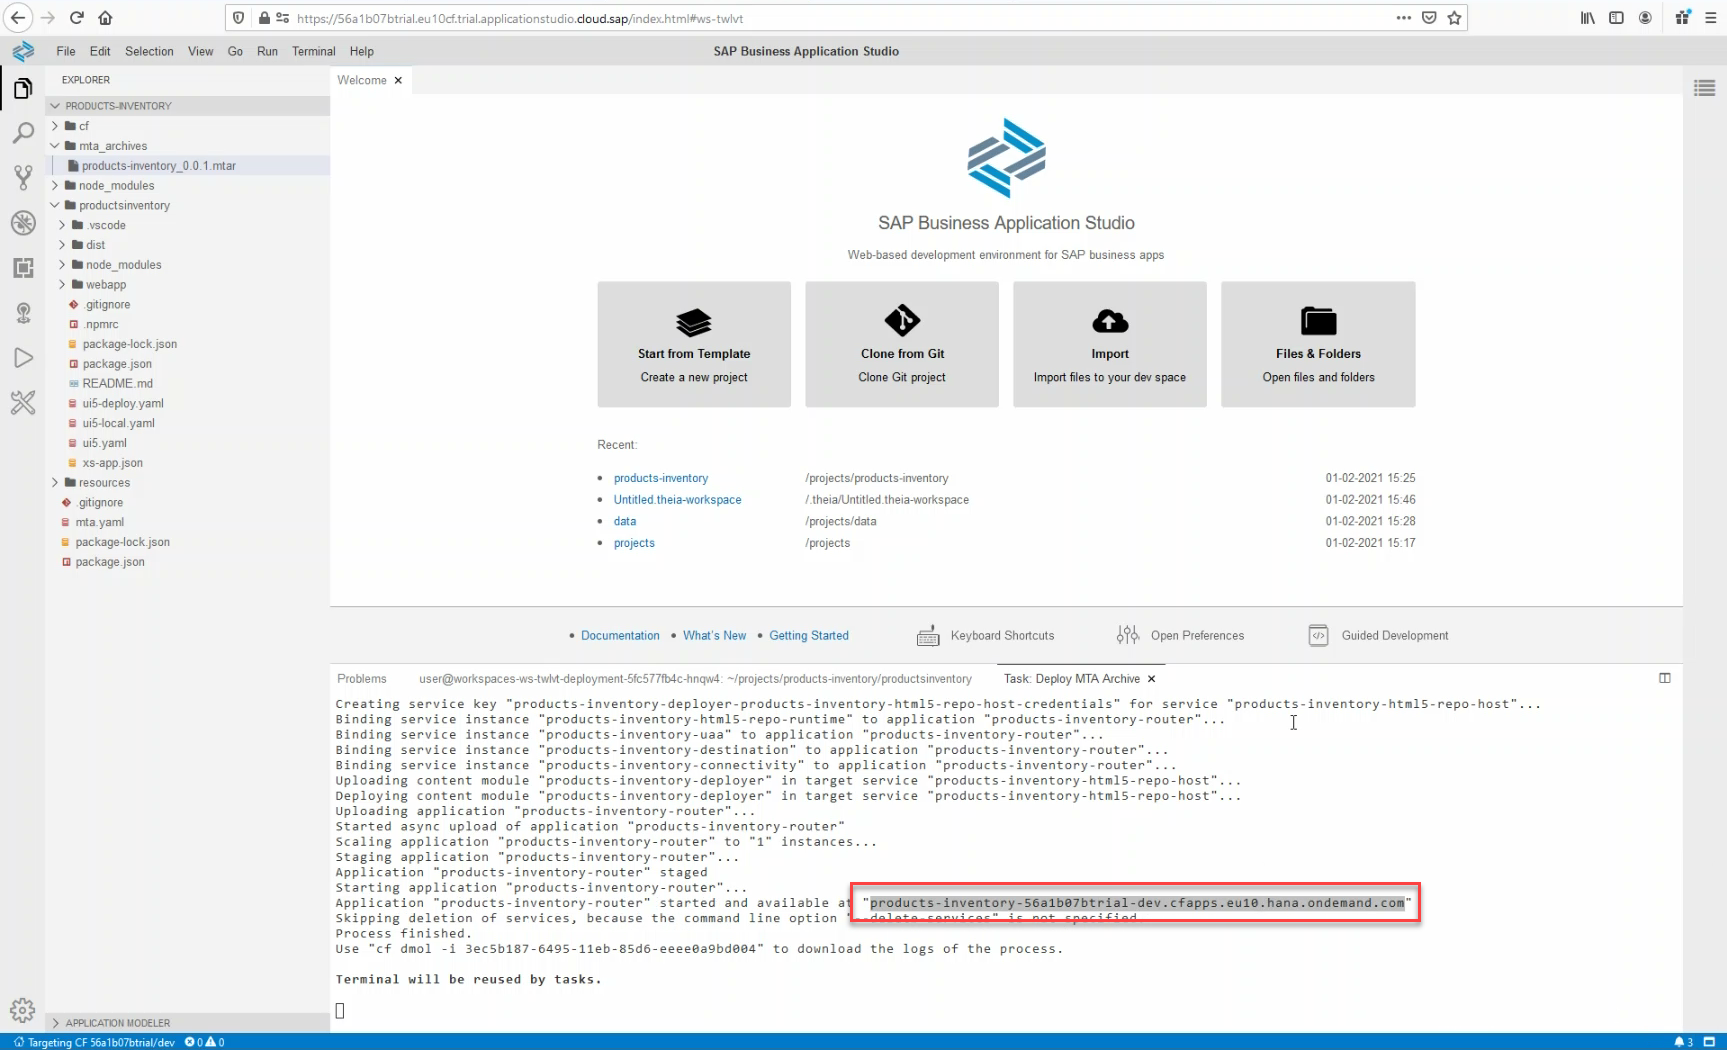 https://56a1b07btrial.eu10cf.trial.applicationstudio.cloud.sap/index.html#ws-twlvt
File Edit Selection View Go Run Terminal Help
SAP Business Application Studio
EXPLORER
PRODUCTS-INVENTORY
cf
mta_archives
products-inventory_0.0.1.mtar
node_modules
productsinventory
.vscode
dist
node_modules
webapp
.gitignore
.npmrc
package-lock.json
package.json
README.md
ui5-deploy.yaml
ui5-local.yaml
ui5.yaml
xs-app.json
resources
.gitignore
mta.yaml
package-lock.json
package.json
APPLICATION MODELER
Welcome
SAP Business Application Studio
Web-based development environment for SAP business apps
Start from Template
Create a new project
Clone from Git
Clone Git project
Import
Import files to your dev space
Files & Folders
Open files and folders
Recent:
products-inventory /projects/products-inventory 01-02-2021 15:25
Untitled.theia-workspace /.theia/Untitled.theia-workspace 01-02-2021 15:46
data /projects/data 01-02-2021 15:28
projects /projects 01-02-2021 15:17
Documentation What's New Getting Started Keyboard Shortcuts Open Preferences Guided Development
Problems user@workspaces-ws-twlvt-deployment-5fc577fb4c-hnqw4: ~/projects/products-inventory/productsinventory Task: Deploy MTA Archive
Creating service key "products-inventory-deployer-products-inventory-html5-repo-host-credentials" for service "products-inventory-html5-repo-host"...
Binding service instance "products-inventory-html5-repo-runtime" to application "products-inventory-router"...
Binding service instance "products-inventory-uaa" to application "products-inventory-router"...
Binding service instance "products-inventory-destination" to application "products-inventory-router"...
Binding service instance "products-inventory-connectivity" to application "products-inventory-router"...
Uploading content module "products-inventory-deployer" in target service "products-inventory-html5-repo-host"...
Deploying content module "products-inventory-deployer" in target service "products-inventory-html5-repo-host"...
Uploading application "products-inventory-router"...
Started async upload of application "products-inventory-router"
Scaling application "products-inventory-router" to "1" instances...
Staging application "products-inventory-router"...
Application "products-inventory-router" staged
Starting application "products-inventory-router"...
Application "products-inventory-router" started and available at "products-inventory-56a1b07btrial-dev.cfapps.eu10.hana.ondemand.com"
Skipping deletion of services, because the command line option "--delete-services" is not specified.
Process finished.
Use "cf dmol -i 3ec5b187-6495-11eb-85d6-eeee0a9bd004" to download the logs of the process.
Terminal will be reused by tasks.
Targeting CF 56a1b07btrial/dev 0 0 3